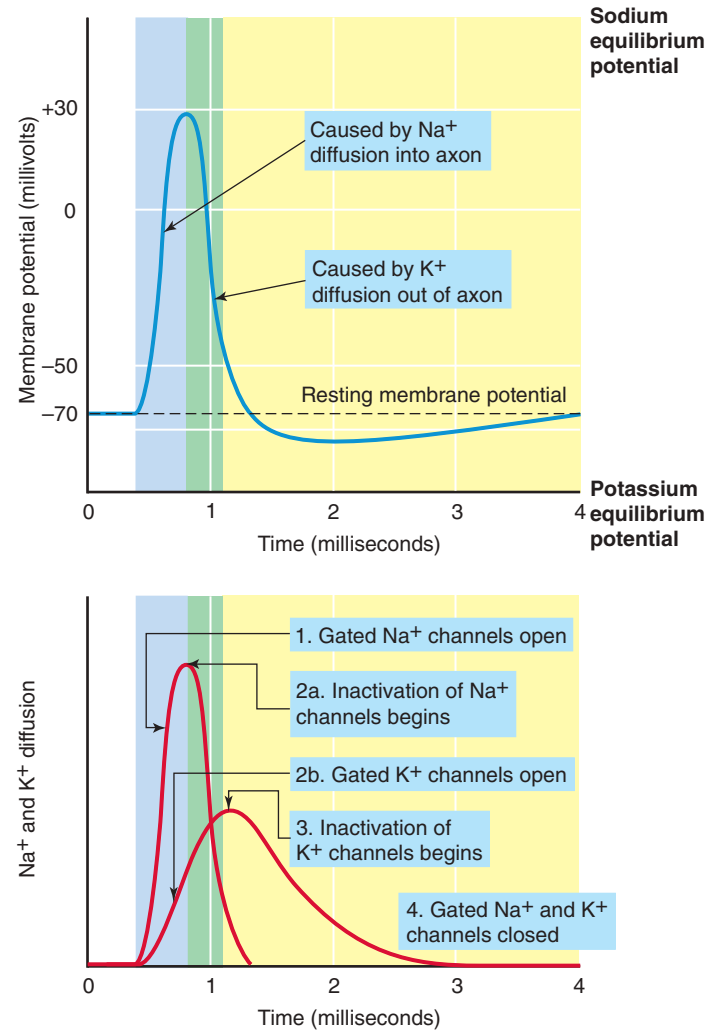 Sodium
equilibrium
potential
Membrane potential (millivolts)
+30
0
–50
–70
Caused by Na+
diffusion into axon
Caused by K+
diffusion out of axon
Resting membrane potential
0
1
2
3
4
Time (milliseconds)
Potassium
equilibrium
potential
Na+ and K+ diffusion
1. Gated Na+ channels open
2a. Inactivation of Na+
channels begins
2b. Gated K+ channels open
3. Inactivation of
K+ channels begins
4. Gated Na+ and K+
channels closed
0
1
2
3
4
Time (milliseconds)